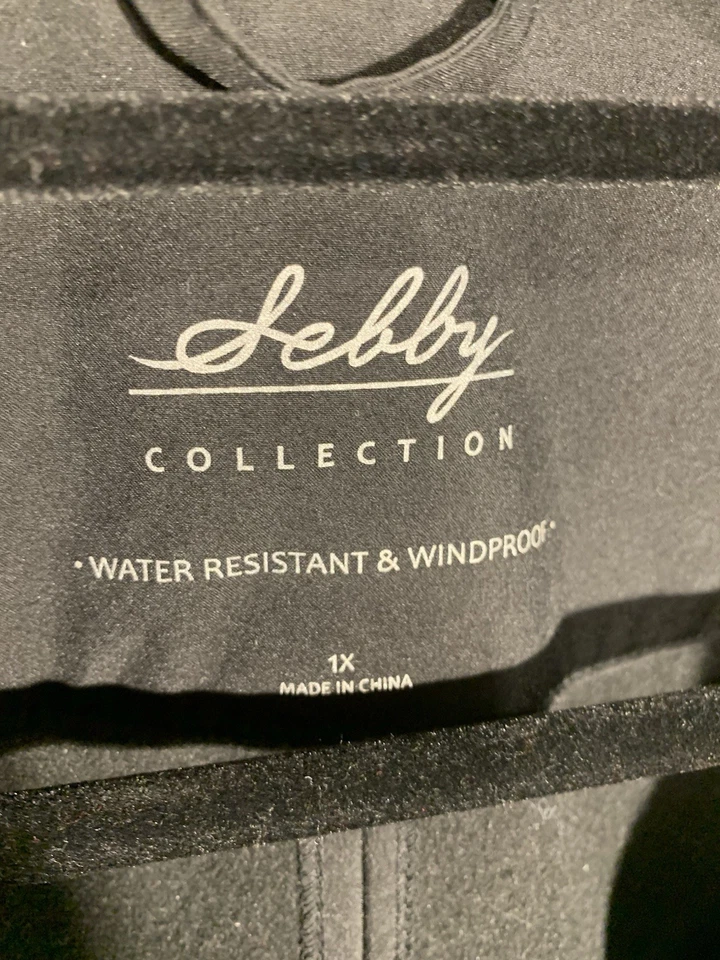 Sebby
COLLECTION
·WATER RESISTANT & WINDPROOF·
1X
MADE IN CHINA